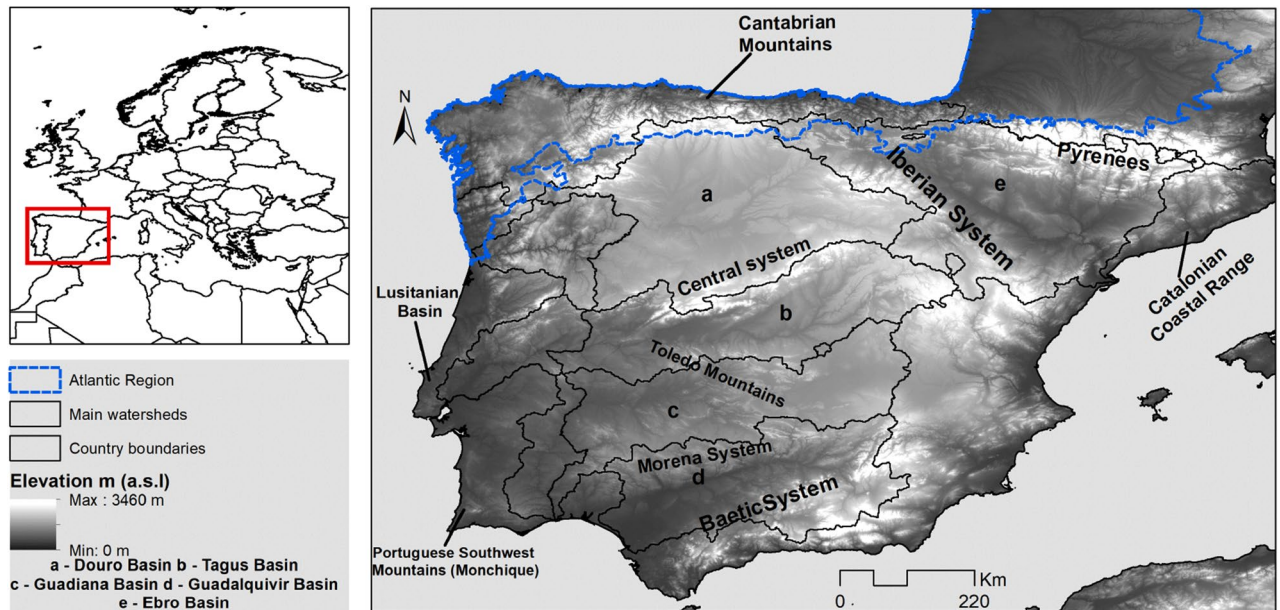 Cantabrian
Mountains
N
a
Iberian System
e
Pyrenees
Central system
b
Catalonian
Coastal Range
Lusitanian
Basin
Toledo Mountains
c
Morena System
d
BaeticSystem
Portuguese Southwest
Mountains (Monchique)
Km
0 .
220
Atlantic Region
Main watersheds
Country boundaries
Elevation m (a.s.l)
Max : 3460 m
Min: 0 m
a - Douro Basin b - Tagus Basin
c - Guadiana Basin d - Guadalquivir Basin
e - Ebro Basin